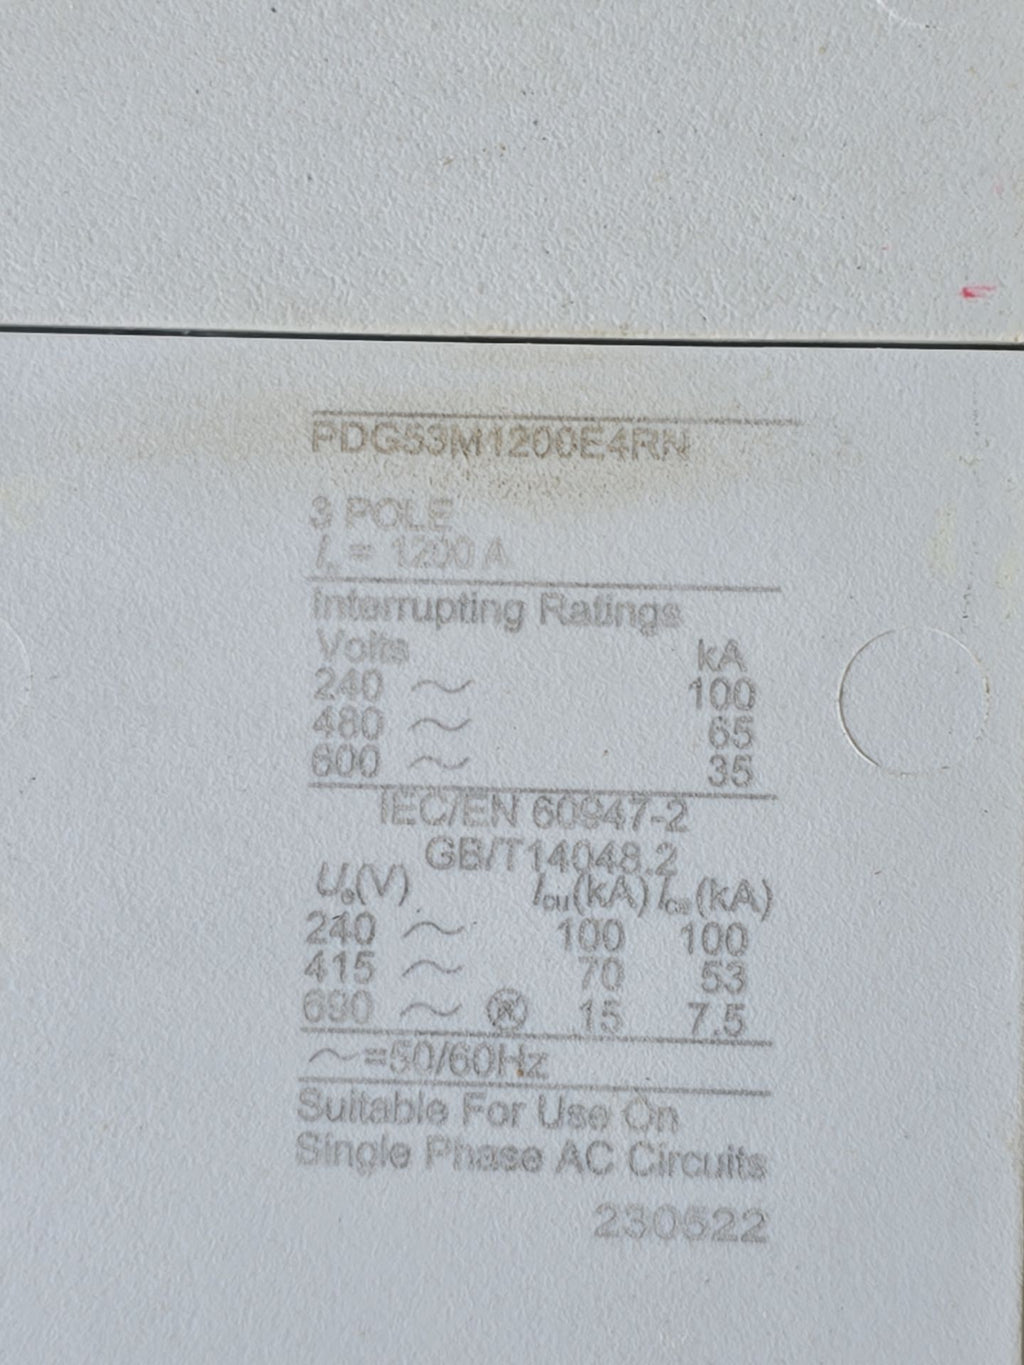 PDG53M1200E4RN
3 POLE
In = 1200 A
Interrupting Ratings
Volts kA
240 ~ 100
480 ~ 65
600 ~ 35
IEC/EN 60947-2
GB/T14048.2
Ue(V) Icu(kA) Ics(kA)
240 ~ 100 100
415 ~ 70 53
690 ~ 15 7.5
~=50/60Hz
Suitable For Use On
Single Phase AC Circuits
230522